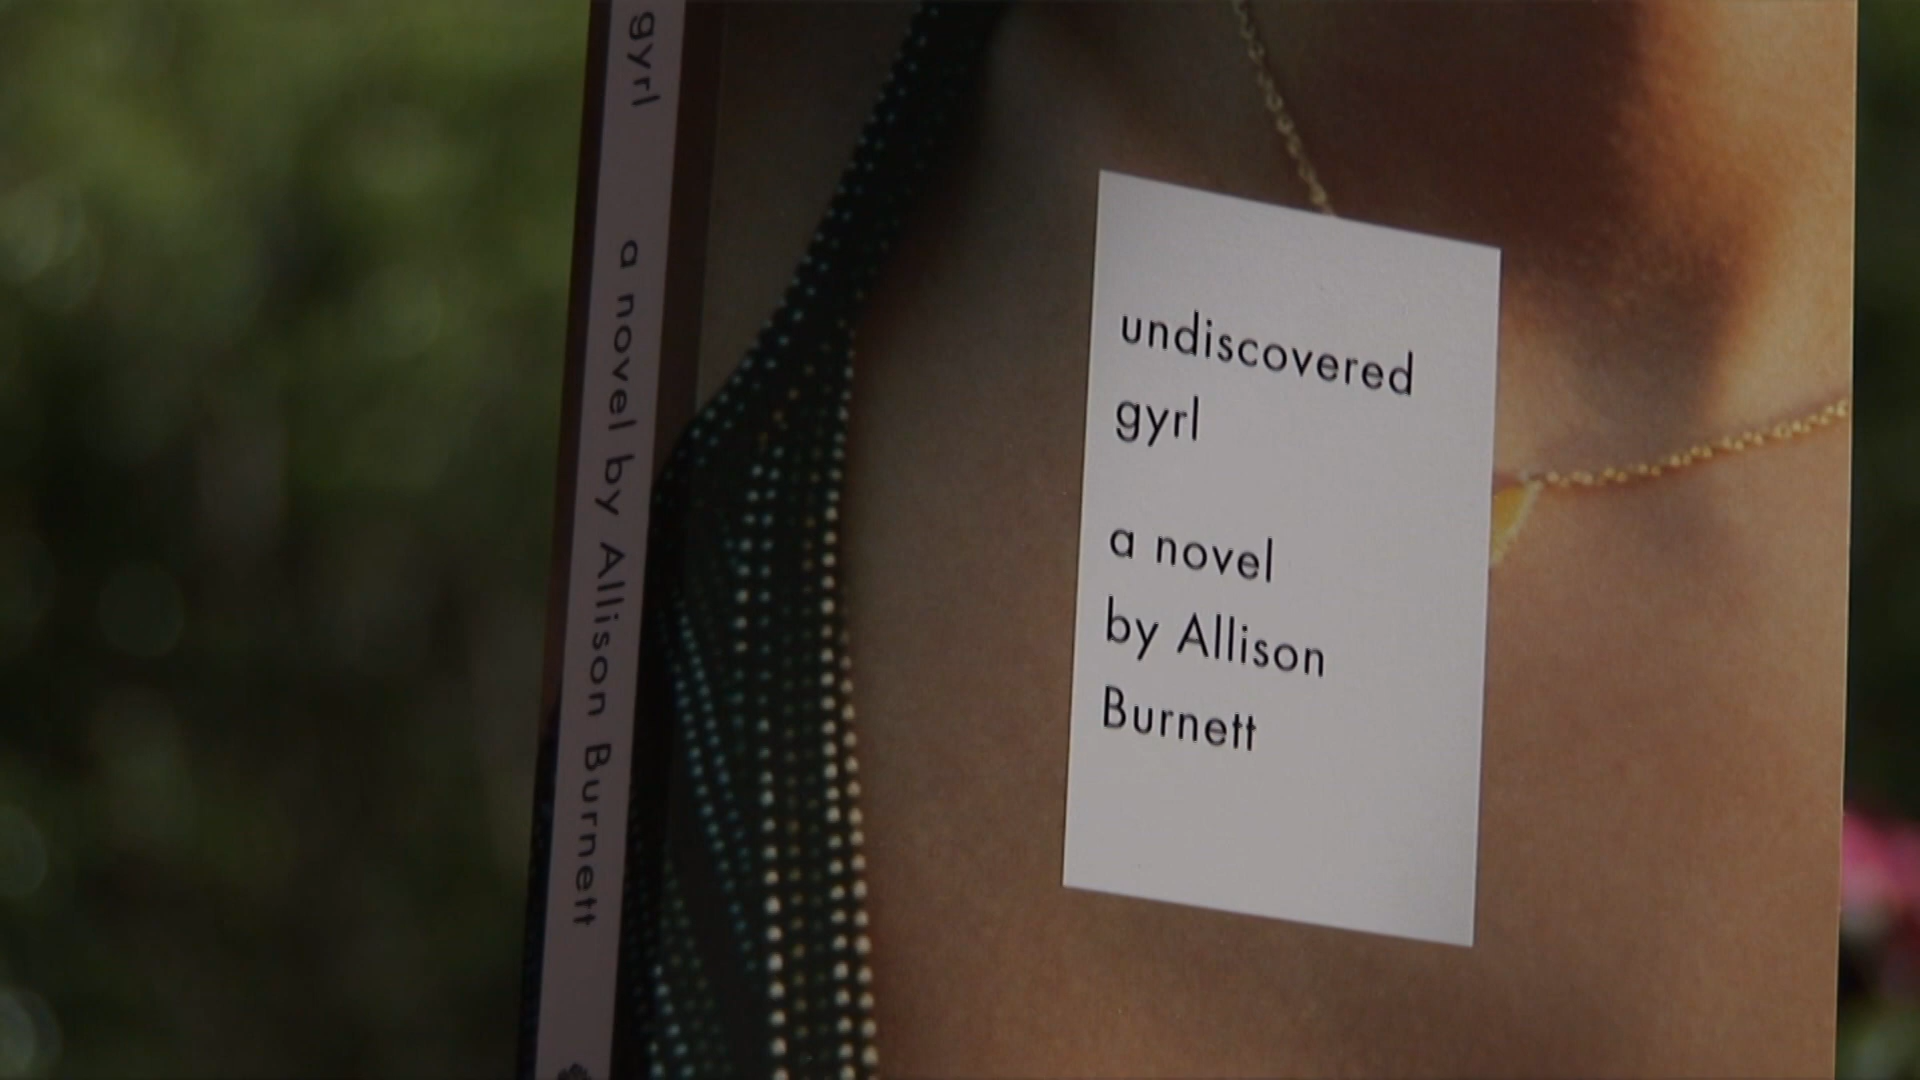 gyrl a novel by Allison Burnett
undiscovered
gyrl
a novel
by Allison
Burnett